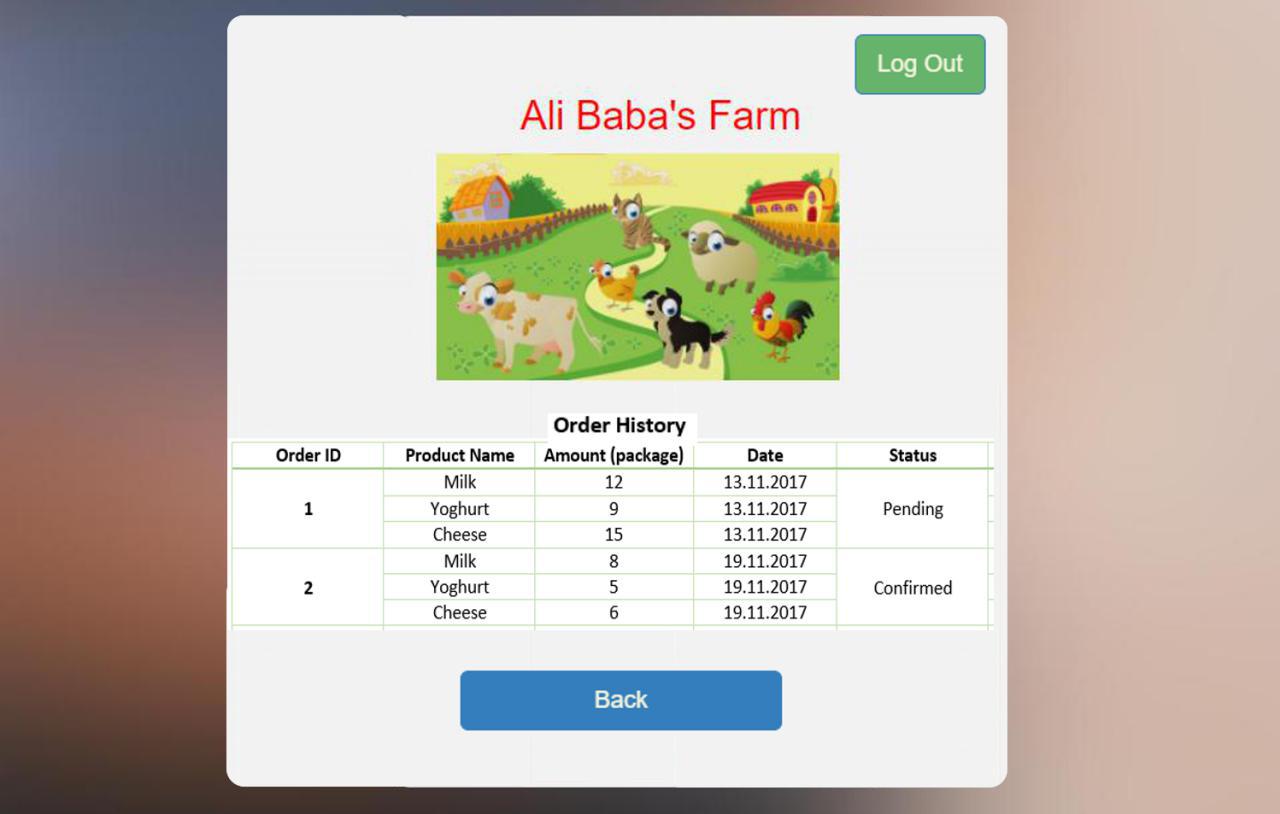 Log Out
Ali Baba's Farm
Order History
Order ID Product Name Amount (package) Date Status
Milk 12 13.11.2017
1 Yoghurt 9 13.11.2017 Pending
Cheese 15 13.11.2017
Milk 8 19.11.2017
2 Yoghurt 5 19.11.2017 Confirmed
Cheese 6 19.11.2017
Back